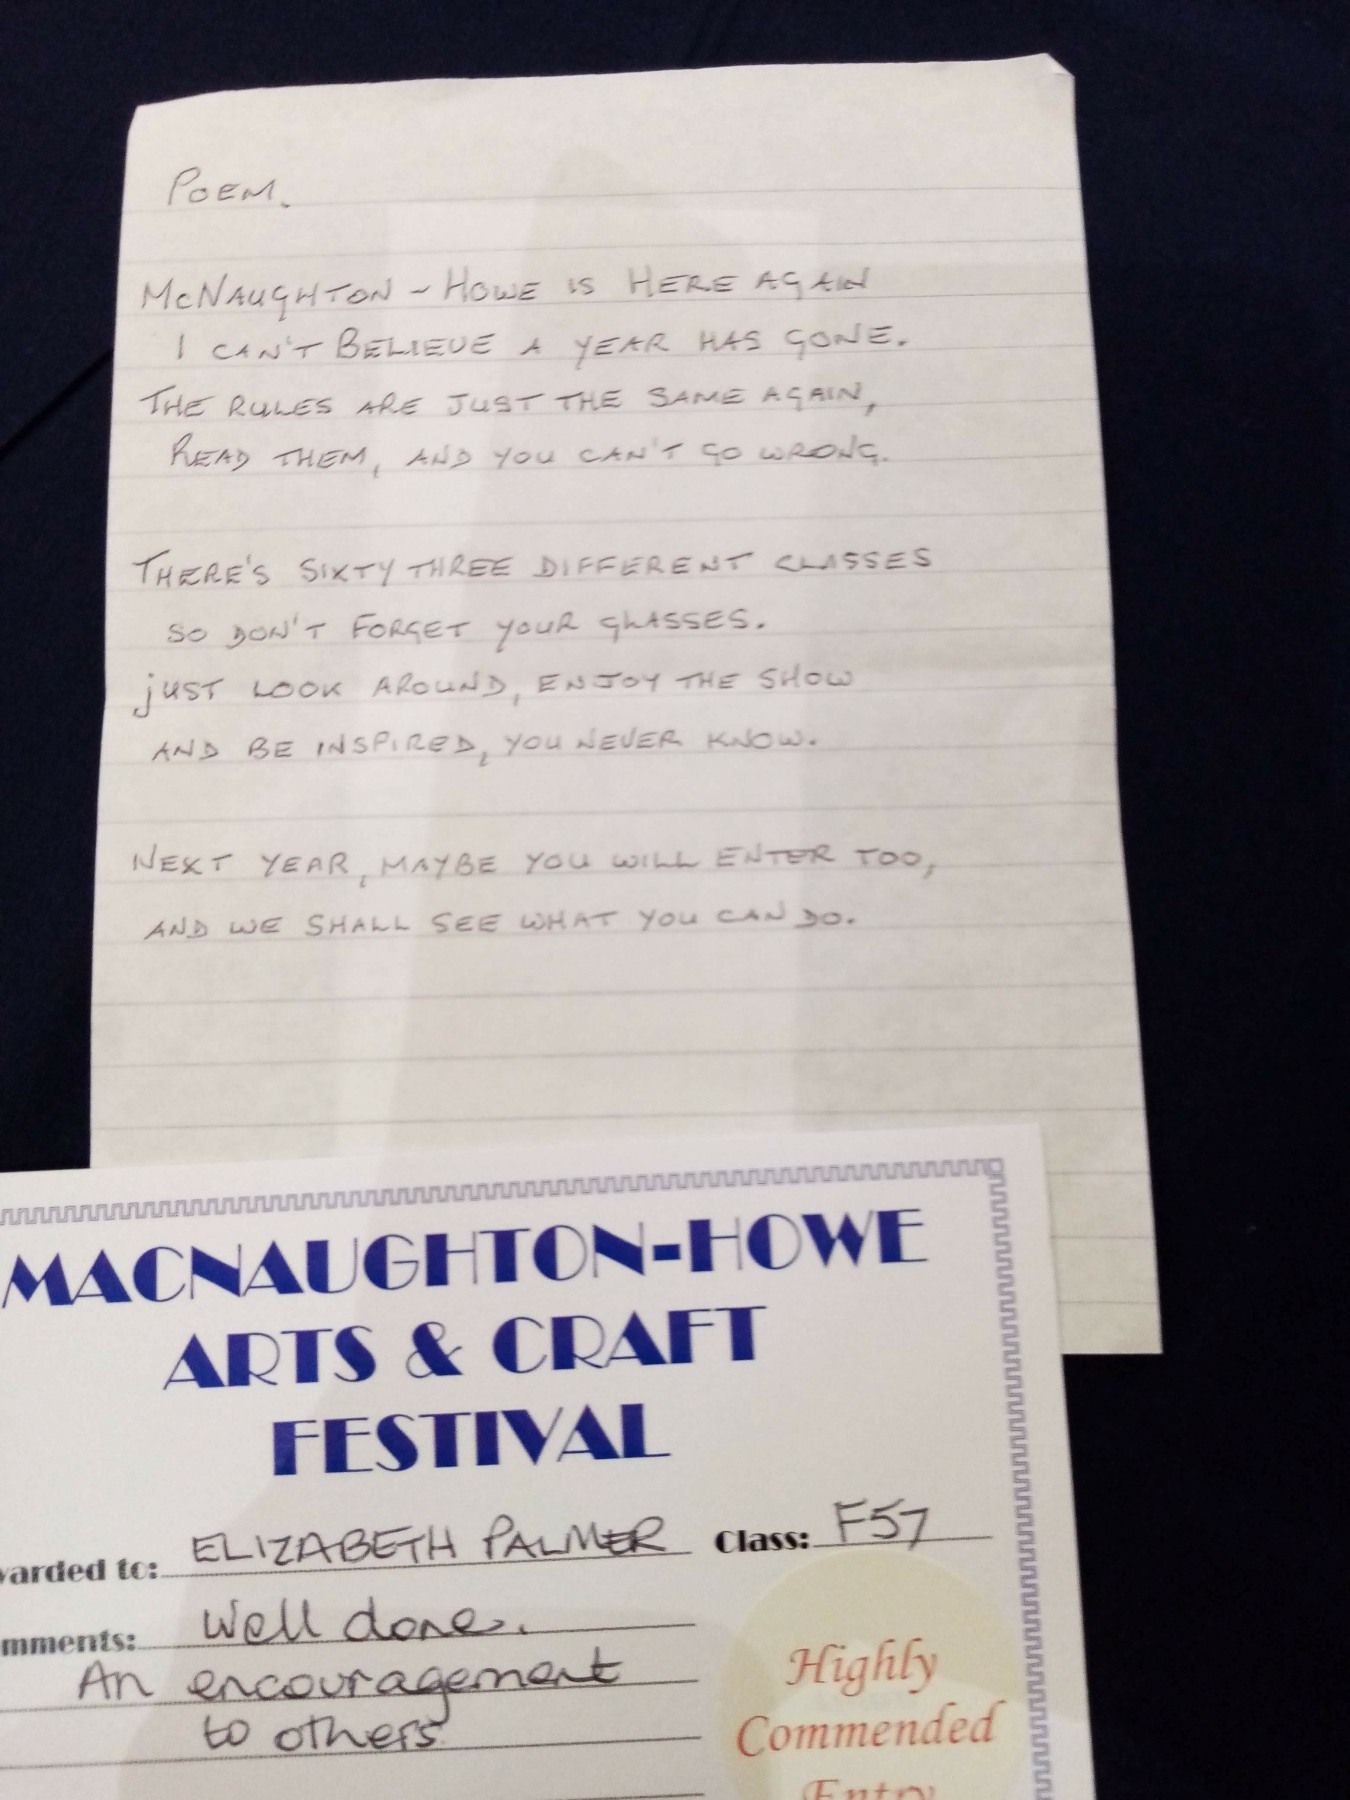 POEM.
McNAUGHTON - HOWE IS HERE AGAIN
I CAN'T BELIEVE A YEAR HAS GONE.
THE RULES ARE JUST THE SAME AGAIN,
READ THEM, AND YOU CAN'T GO WRONG.
THERE'S SIXTY THREE DIFFERENT CLASSES
SO DON'T FORGET YOUR GLASSES.
jUST LOOK AROUND, ENJOY THE SHOW
AND BE INSPIRED, YOU NEVER KNOW.
NEXT YEAR, MAYBE YOU WILL ENTER TOO,
AND WE SHALL SEE WHAT YOU CAN DO.
MACNAUGHTON-HOWE
ARTS & CRAFT
FESTIVAL
warded to: ELIZABETH PALMER Class: F57
mments: Well done.
An encouragement
to others
Highly
Commended
Entry